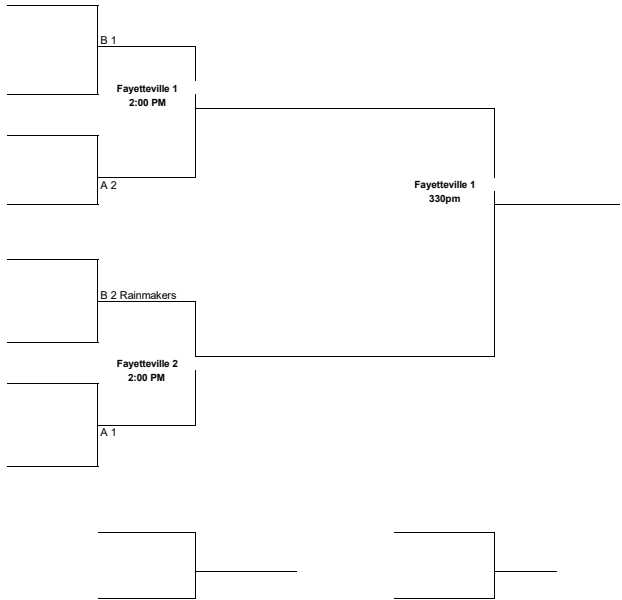 B 1
Fayetteville 1
2:00 PM
A 2
Fayetteville 1
330pm
B 2 Rainmakers
Fayetteville 2
2:00 PM
A 1